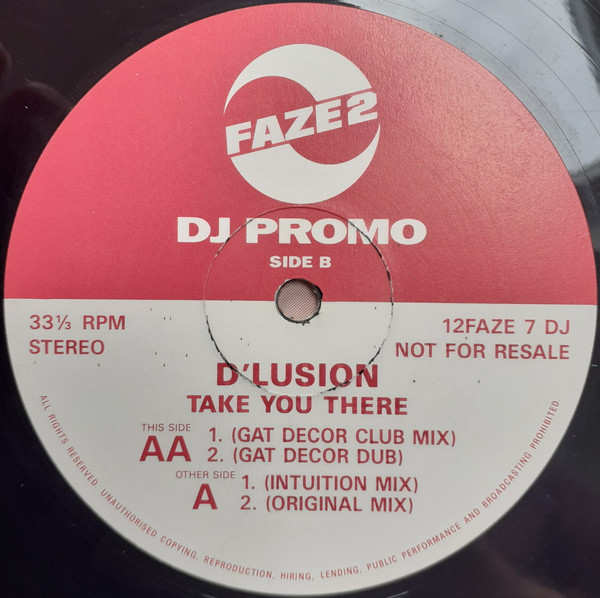 FAZE2
DJ PROMO
SIDE B
33⅓ RPM
STEREO
12FAZE 7 DJ
NOT FOR RESALE
D'LUSION
TAKE YOU THERE
THIS SIDE
AA
1. (GAT DECOR CLUB MIX)
2. (GAT DECOR DUB)
OTHER SIDE
A
1. (INTUITION MIX)
2. (ORIGINAL MIX)
ALL RIGHTS RESERVED. UNAUTHORISED COPYING, REPRODUCTION, HIRING, LENDING, PUBLIC PERFORMANCE AND BROADCASTING PROHIBITED.